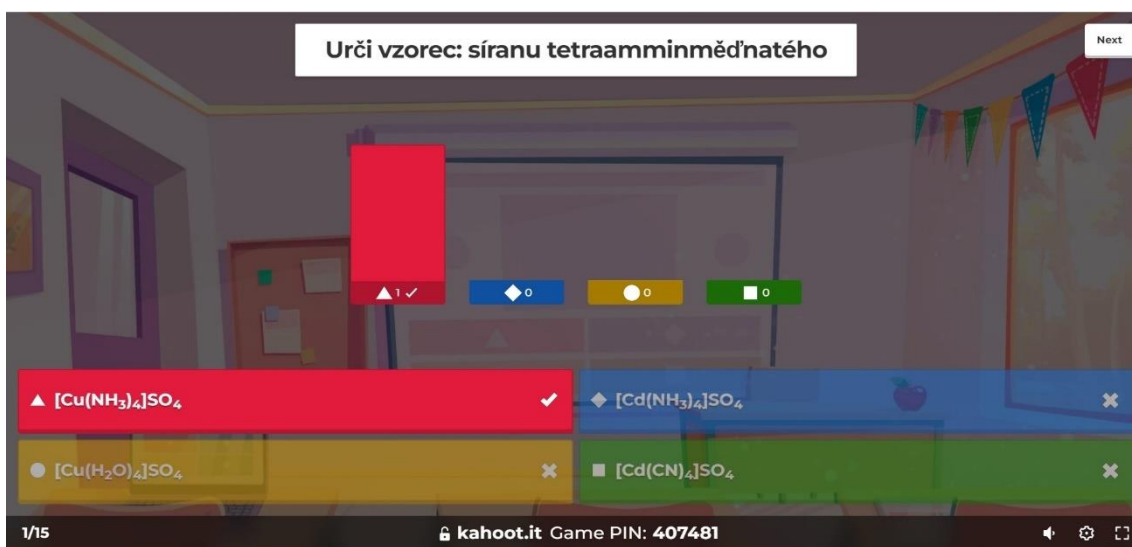 Urči vzorec: síranu tetraamminměďnatého
Next
1
0
0
0
[Cu(NH₃)₄]SO₄
[Cd(NH₃)₄]SO₄
[Cu(H₂O)₄]SO₄
[Cd(CN)₄]SO₄
1/15
kahoot.it Game PIN: 407481